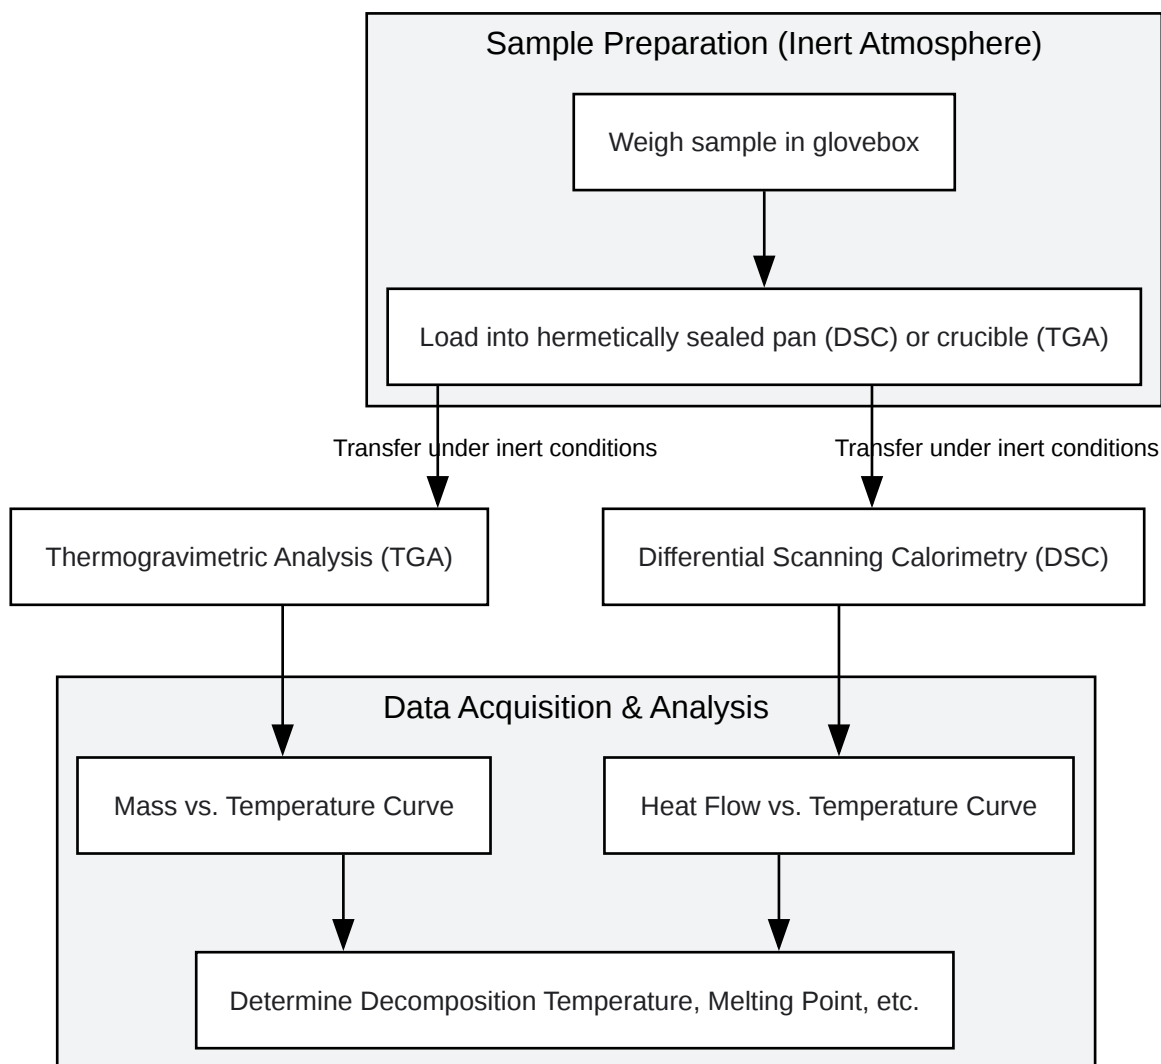 Sample Preparation (Inert Atmosphere)
Weigh sample in glovebox
Load into hermetically sealed pan (DSC) or crucible (TGA)
Transfer under inert conditions
Transfer under inert conditions
Thermogravimetric Analysis (TGA)
Differential Scanning Calorimetry (DSC)
Data Acquisition & Analysis
Mass vs. Temperature Curve
Heat Flow vs. Temperature Curve
Determine Decomposition Temperature, Melting Point, etc.